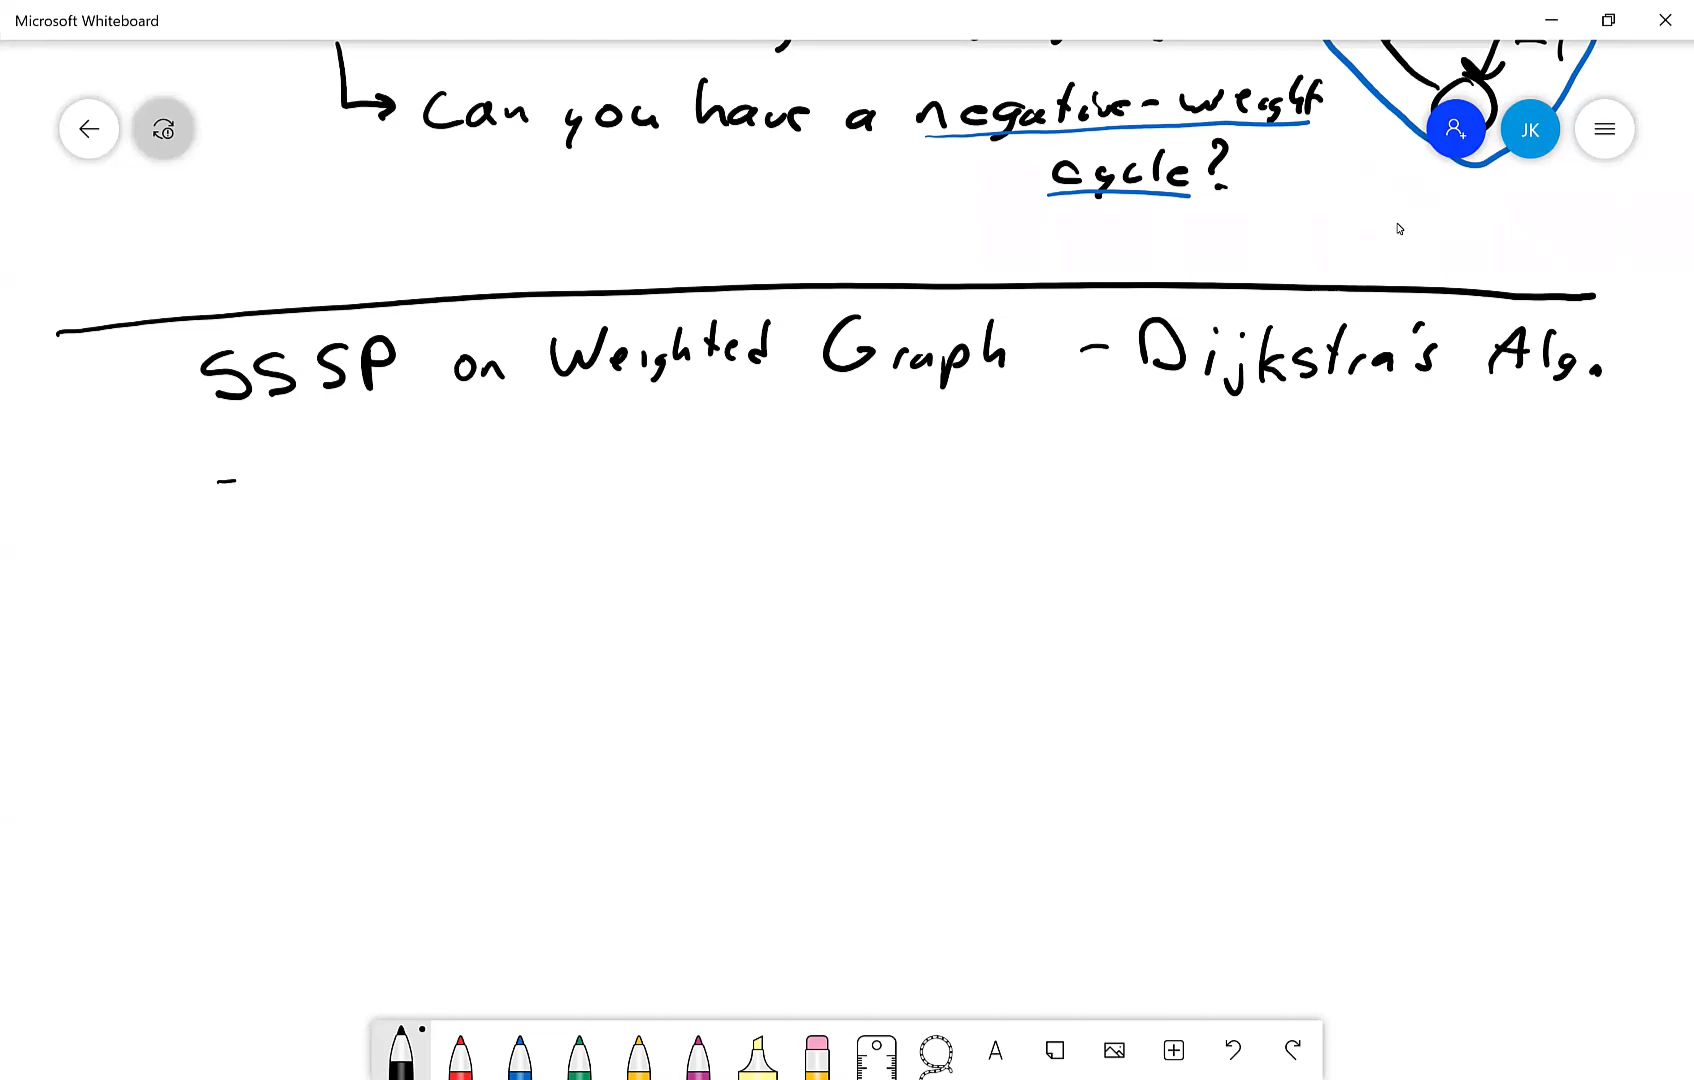 Microsoft Whiteboard
↳ Can you have a negative-weight
cycle?
JK
SSSP on Weighted Graph - Dijkstra's Alg.
-